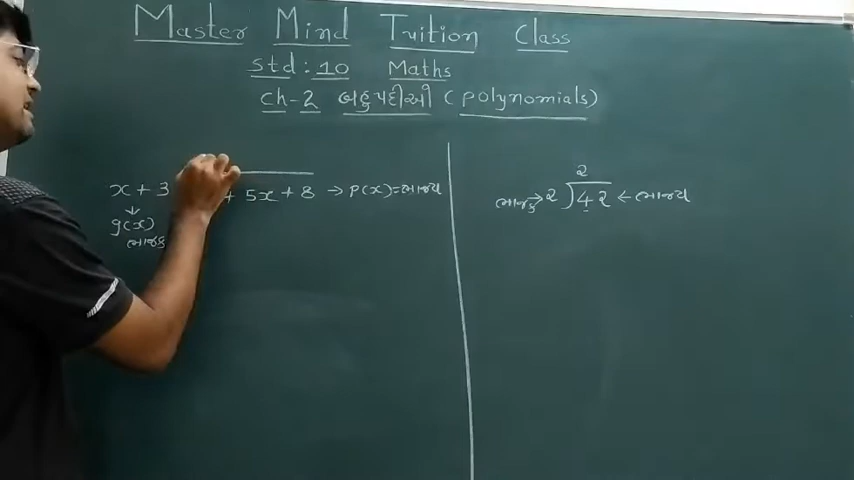 Master Mind Tuition Class
std : 10 Maths
ch-2 બહુપદીઓ (polynomials)
x + 3 + 5x + 8 → p(x) = ભાજ્ય
g(x)
ભાજક
2
ભાજક → 2 ) 42 ← ભાજ્ય